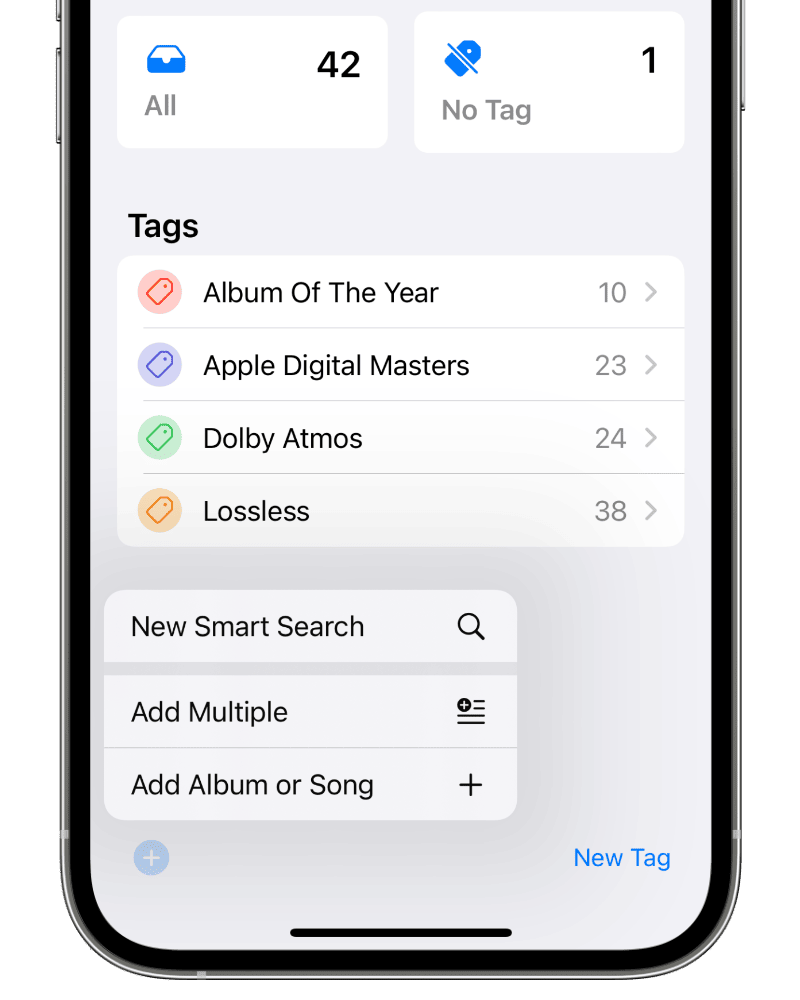 42
All
1
No Tag
Tags
Album Of The Year 10
Apple Digital Masters 23
Dolby Atmos 24
Lossless 38
New Smart Search
Add Multiple
Add Album or Song
New Tag